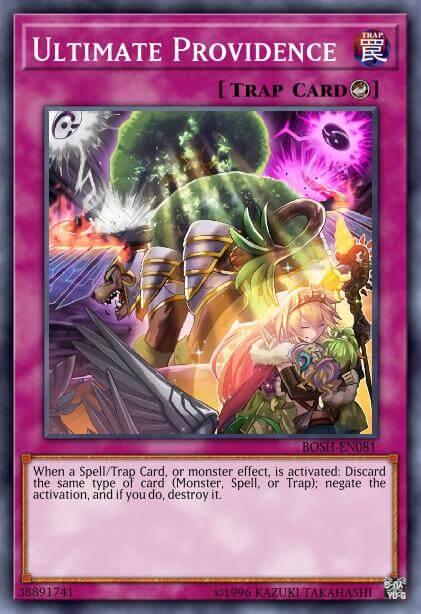 ULTIMATE PROVIDENCE
TRAP
罠
[TRAP CARD]
BOSH-EN081
When a Spell/Trap Card, or monster effect, is activated: Discard
the same type of card (Monster, Spell, or Trap); negate the
activation, and if you do, destroy it.
38891741
©1996 KAZUKI TAKAHASHI